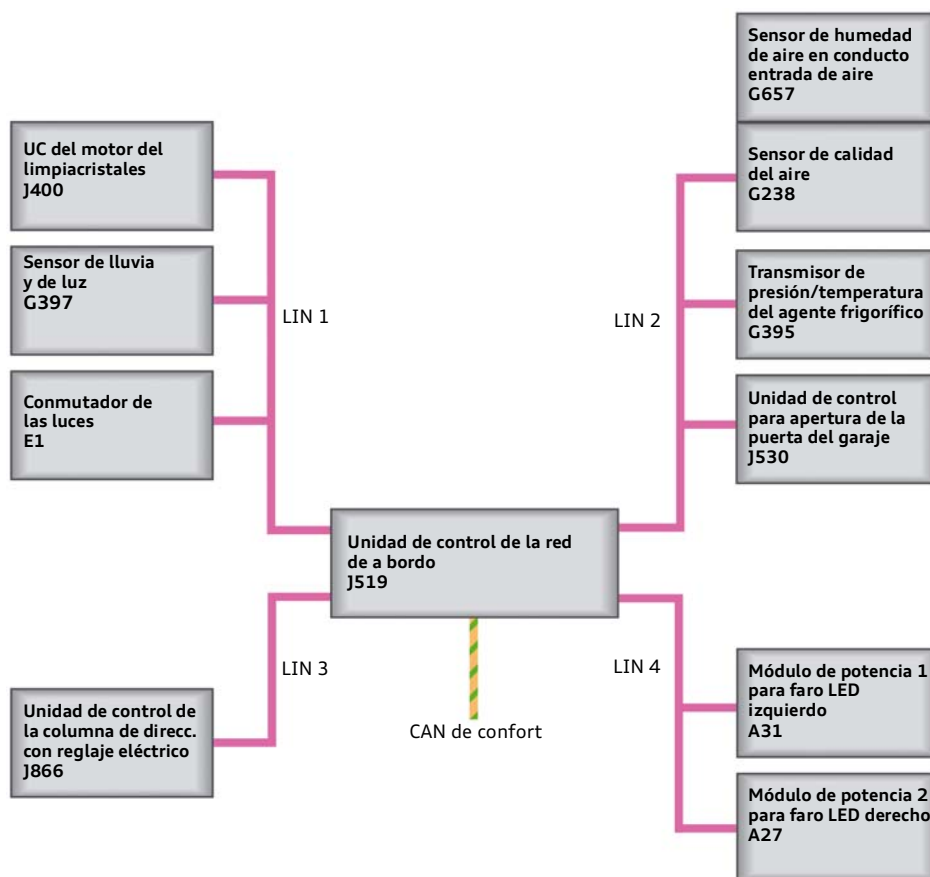 Sensor de humedad
de aire en conducto
entrada de aire
G657
UC del motor del
limpiacristales
J400
Sensor de calidad
del aire
G238
Sensor de lluvia
y de luz
G397
Transmisor de
presión/temperatura
del agente frigorífico
G395
LIN 1
LIN 2
Conmutador de
las luces
E1
Unidad de control
para apertura de la
puerta del garaje
J530
Unidad de control de la red
de a bordo
J519
LIN 3
LIN 4
CAN de confort
Unidad de control de
la columna de direcc.
con reglaje eléctrico
J866
Módulo de potencia 1
para faro LED
izquierdo
A31
Módulo de potencia 2
para faro LED derecho
A27